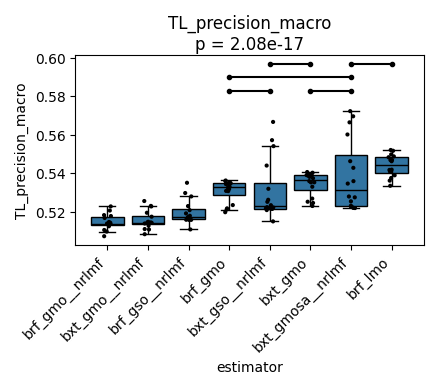 TL_precision_macro
p = 2.08e-17
TL_precision_macro
0.60
0.58
0.56
0.54
0.52
brf_gmo__nrlmf
bxt_gmo__nrlmf
brf_gso__nrlmf
brf_gmo
bxt_gso__nrlmf
bxt_gmo
bxt_gmosa__nrlmf
brf_lmo
estimator